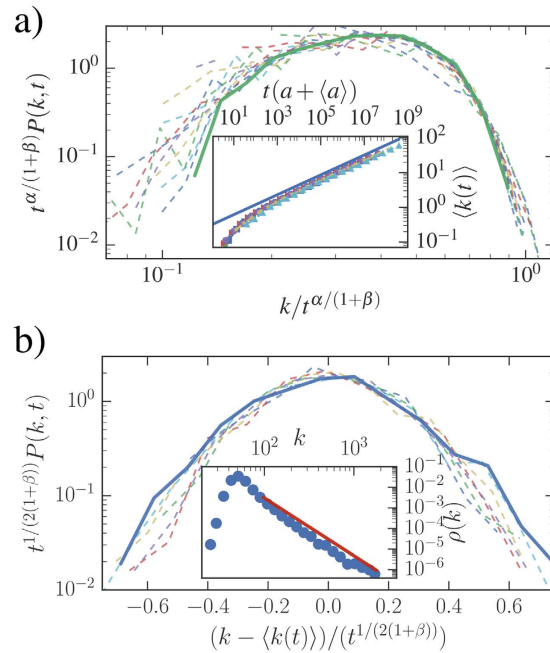 a)
t^{α/(1+β)}P(k,t)
10^0
10^{-1}
10^{-2}
t(a+⟨a⟩)
10^1 10^3 10^5 10^7 10^9
10^2
10^1
10^0
10^{-1}
⟨k(t)⟩
10^{-1} 10^0
k/t^{α/(1+β)}
b)
t^{1/(2(1+β))}P(k,t)
10^0
10^{-1}
10^{-2}
10^2 k 10^3
10^{-1}
10^{-2}
10^{-3}
10^{-4}
10^{-5}
10^{-6}
ρ(k)
−0.6 −0.4 −0.2 0.0 0.2 0.4 0.6
(k−⟨k(t)⟩)/(t^{1/(2(1+β))})